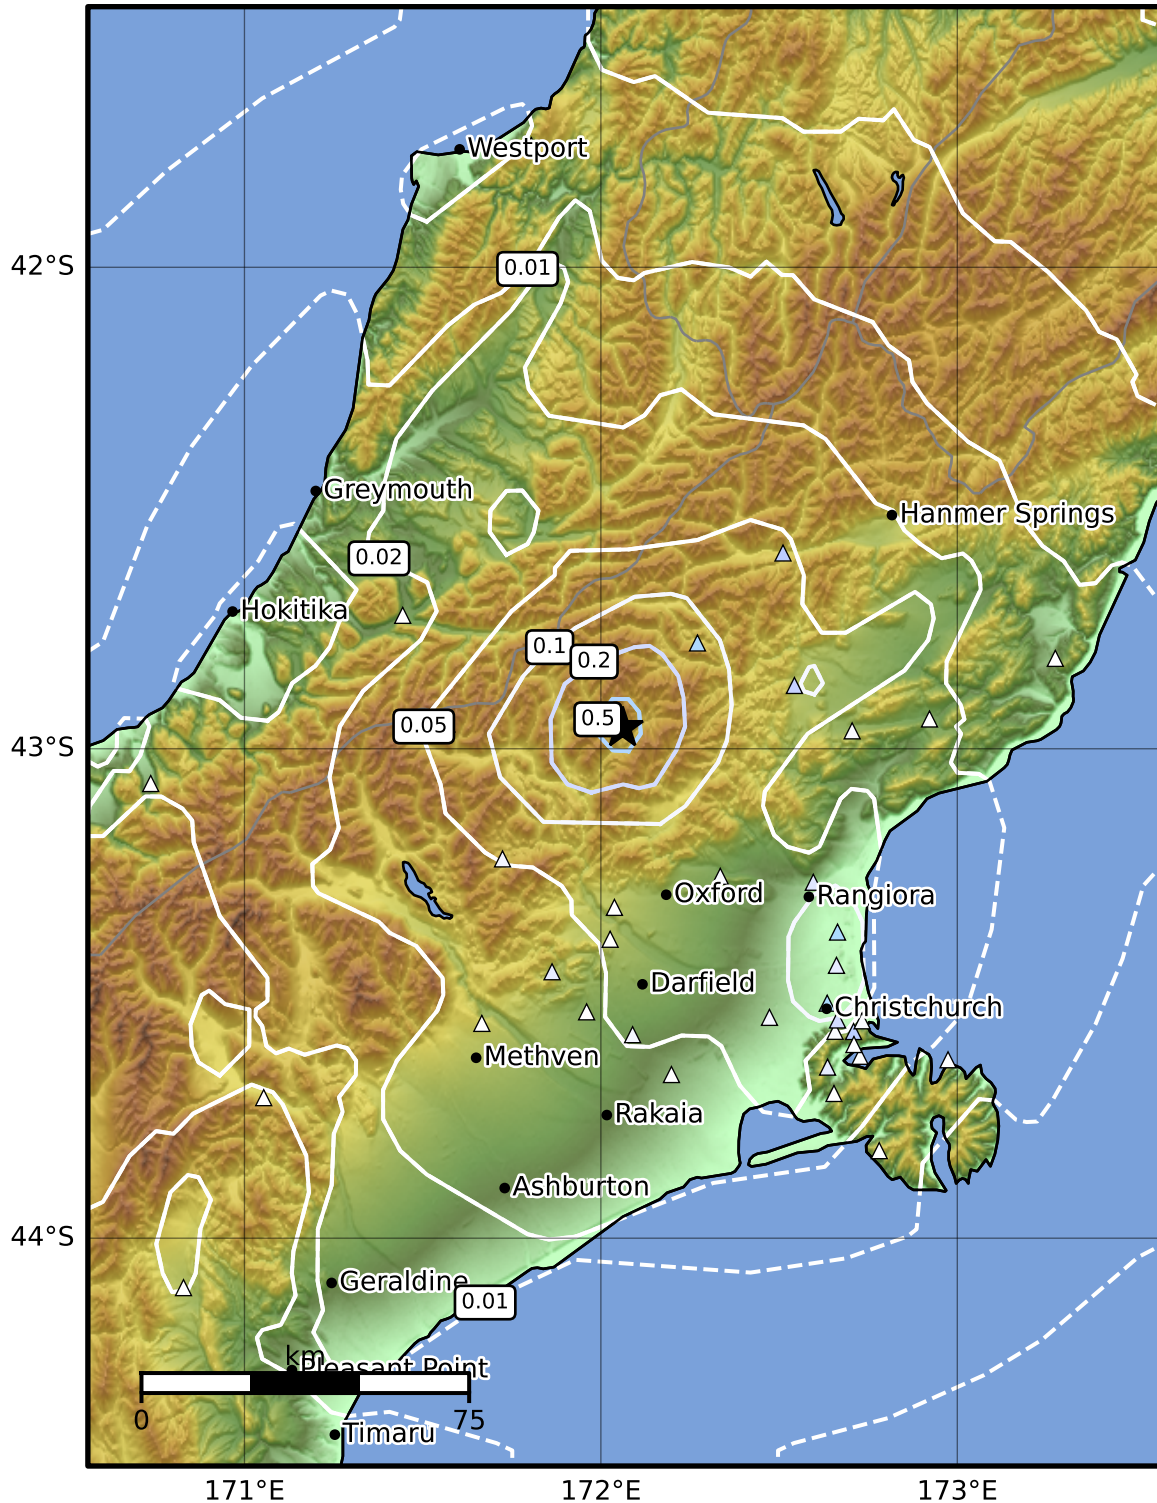 Westport
42°S
0.01
Greymouth
Hanmer Springs
0.02
Hokitika
0.1
0.2
0.5
0.05
43°S
Oxford
Rangiora
Darfield
Christchurch
Methven
Rakaia
Ashburton
44°S
Geraldine
0.01
km
Pleasant Point
0
75
Timaru
171°E
172°E
173°E